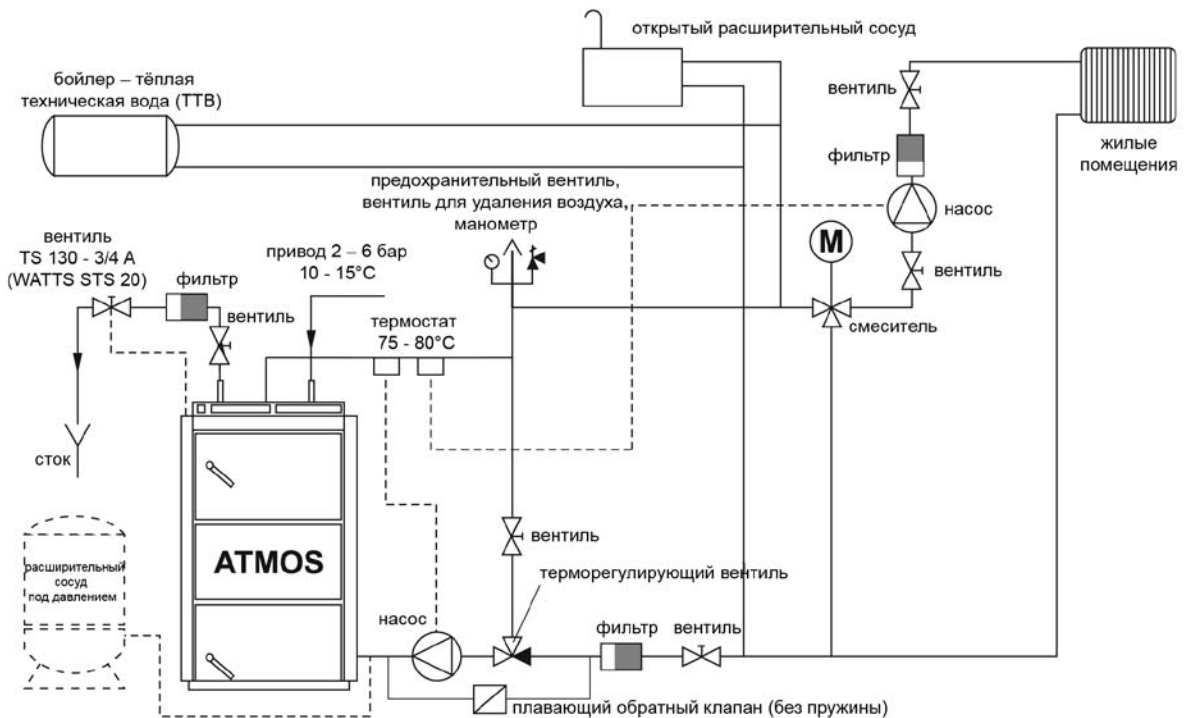 открытый расширительный сосуд
бойлер – тёплая
техническая вода (ТТВ)
вентиль
фильтр
жилые
помещения
предохранительный вентиль,
вентиль для удаления воздуха,
манометр
насос
M
вентиль
TS 130 - 3/4 A
(WATTS STS 20)
привод 2 – 6 бар
10 - 15°C
фильтр
вентиль
вентиль
термостат
75 - 80°C
смеситель
сток
вентиль
ATMOS
расширительный
сосуд
под давлением
терморегулирующий вентиль
насос
фильтр
вентиль
плавающий обратный клапан (без пружины)